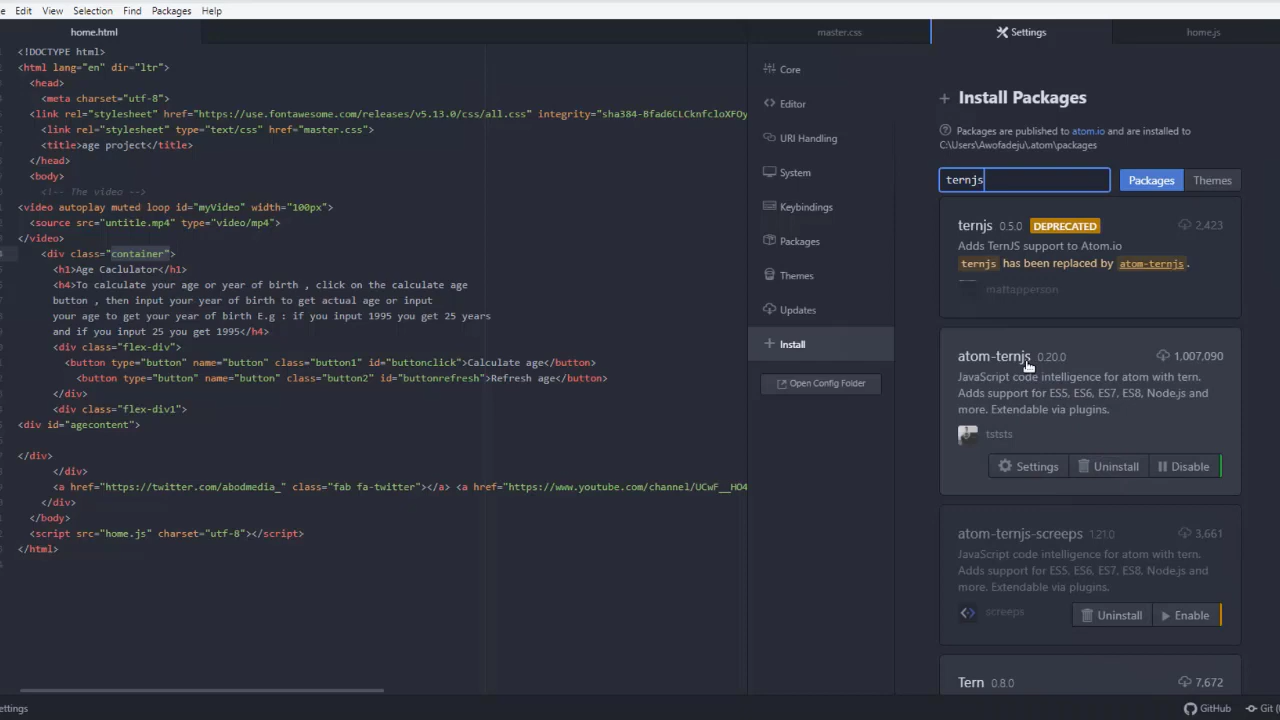 Edit View Selection Find Packages Help
home.html
<!DOCTYPE html>
<html lang="en" dir="ltr">
<head>
<meta charset="utf-8">
<link rel="stylesheet" href="https://use.fontawesome.com/releases/v5.13.0/css/all.css" integrity="sha384-Bfad6CLCknfcloXFOy
<link rel="stylesheet" type="text/css" href="master.css">
<title>age project</title>
</head>
<body>
<!-- The video -->
<video autoplay muted loop id="myVideo" width="100px">
<source src="untitle.mp4" type="video/mp4">
</video>
<div class="container">
<h1>Age Caclulator</h1>
<h4>To calculate your age or year of birth , click on the calculate age
button , then input your year of birth to get actual age or input
your age to get your year of birth E.g : if you input 1995 you get 25 years
and if you input 25 you get 1995</h4>
<div class="flex-div">
<button type="button" name="button" class="button1" id="buttonclick">Calculate age</button>
<button type="button" name="button" class="button2" id="buttonrefresh">Refresh age</button>
</div>
<div class="flex-div1">
<div id="agecontent">
</div>
</div>
<a href="https://twitter.com/abodmedia_" class="fab fa-twitter"></a> <a href="https://www.youtube.com/channel/UCwF__HO4
</div>
</body>
<script src="home.js" charset="utf-8"></script>
</html>
master.css
Settings
home.js
Core
Editor
URI Handling
System
Keybindings
Packages
Themes
Updates
Install
Open Config Folder
Install Packages
Packages are published to atom.io and are installed to
C:\Users\Awofadeju\.atom\packages
ternjs
Packages Themes
ternjs 0.5.0 DEPRECATED 2,423
Adds TernJS support to Atom.io
ternjs has been replaced by atom-ternjs.
mattapperson
atom-ternjs 0.20.0 1,007,090
JavaScript code intelligence for atom with tern.
Adds support for ES5, ES6, ES7, ES8, Node.js and
more. Extendable via plugins.
tststs
Settings Uninstall Disable
atom-ternjs-screeps 1.21.0 3,661
JavaScript code intelligence for atom with tern.
Adds support for ES5, ES6, ES7, ES8, Node.js and
more. Extendable via plugins.
screeps
Uninstall Enable
Tern 0.8.0 7,672
ettings
GitHub Git (